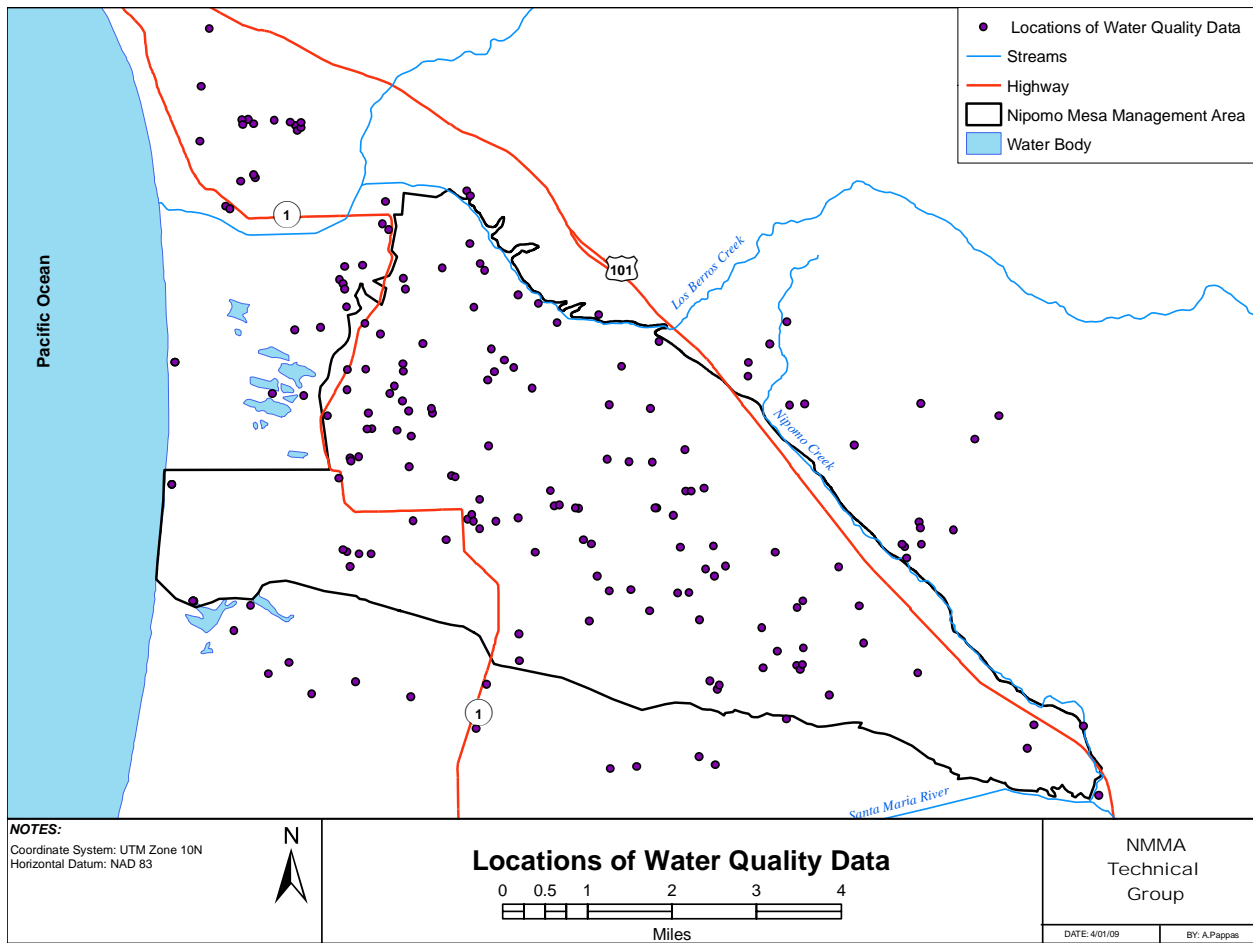 Locations of Water Quality Data
Streams
Highway
Nipomo Mesa Management Area
Water Body
1
101
Los Berros Creek
Pacific Ocean
Nipomo Creek
1
Santa Maria River
NOTES:
Coordinate System: UTM Zone 10N
Horizontal Datum: NAD 83
N
Locations of Water Quality Data
0 0.5 1 2 3 4
Miles
NMMA
Technical
Group
DATE: 4/01/09
BY: A.Pappas